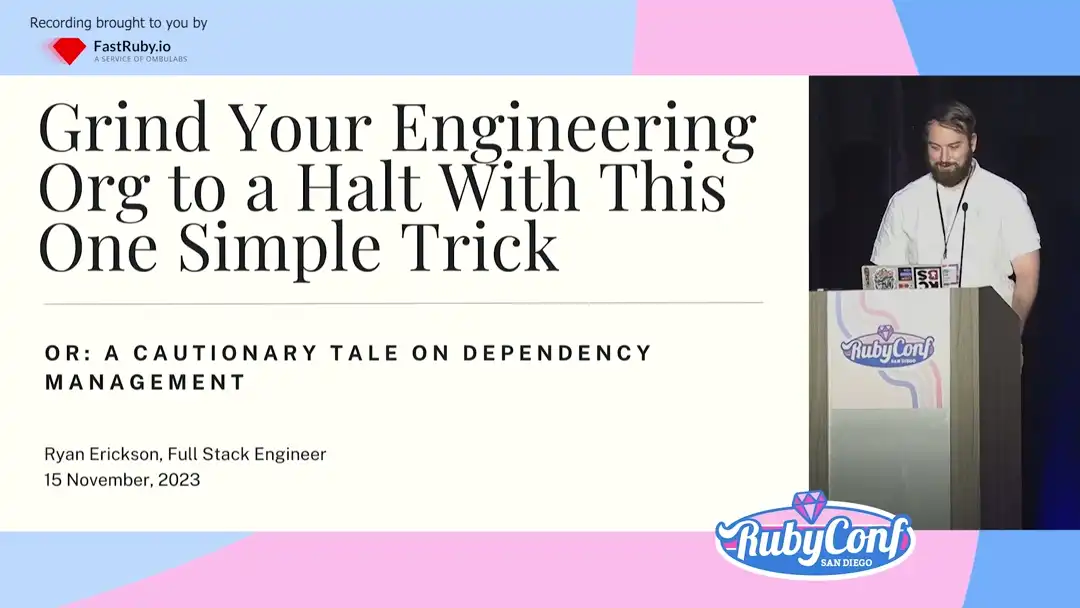 Recording brought to you by
FastRuby.io
A SERVICE OF OMBULABS
Grind Your Engineering
Org to a Halt With This
One Simple Trick
OR: A CAUTIONARY TALE ON DEPENDENCY
MANAGEMENT
Ryan Erickson, Full Stack Engineer
15 November, 2023
RubyConf
SAN DIEGO
RubyConf
SAN DIEGO